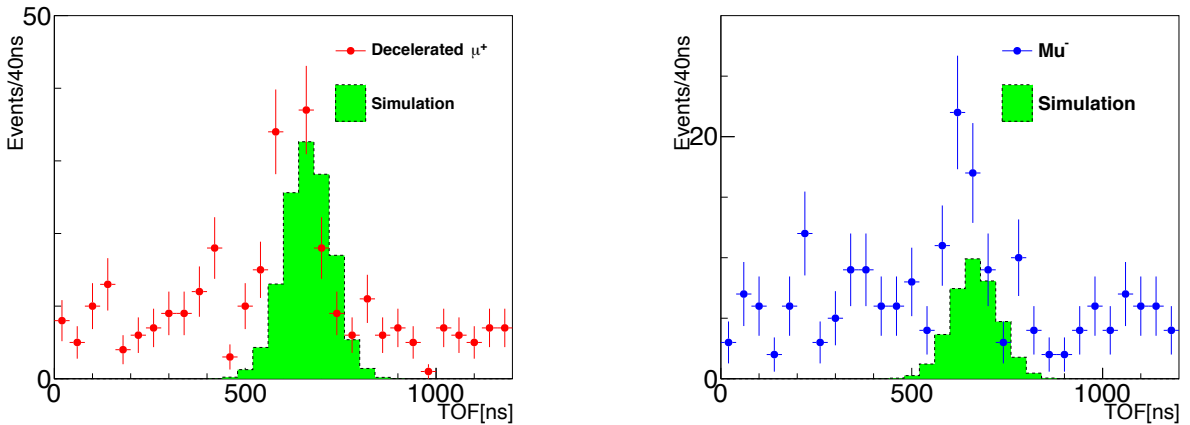 Events/40ns
50
0
500
1000
TOF[ns]
Decelerated μ⁺
Simulation
Events/40ns
20
0
500
1000
TOF[ns]
Mu⁻
Simulation